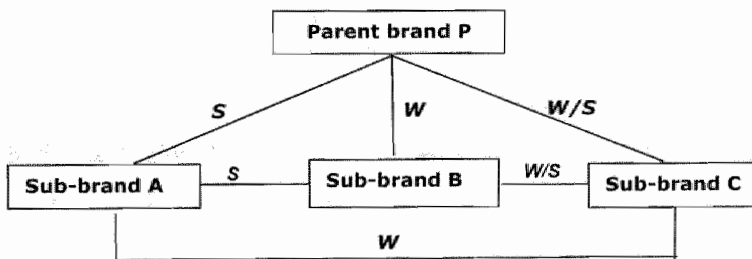 Parent brand P
S
W
W/S
Sub-brand A
S
Sub-brand B
W/S
Sub-brand C
W